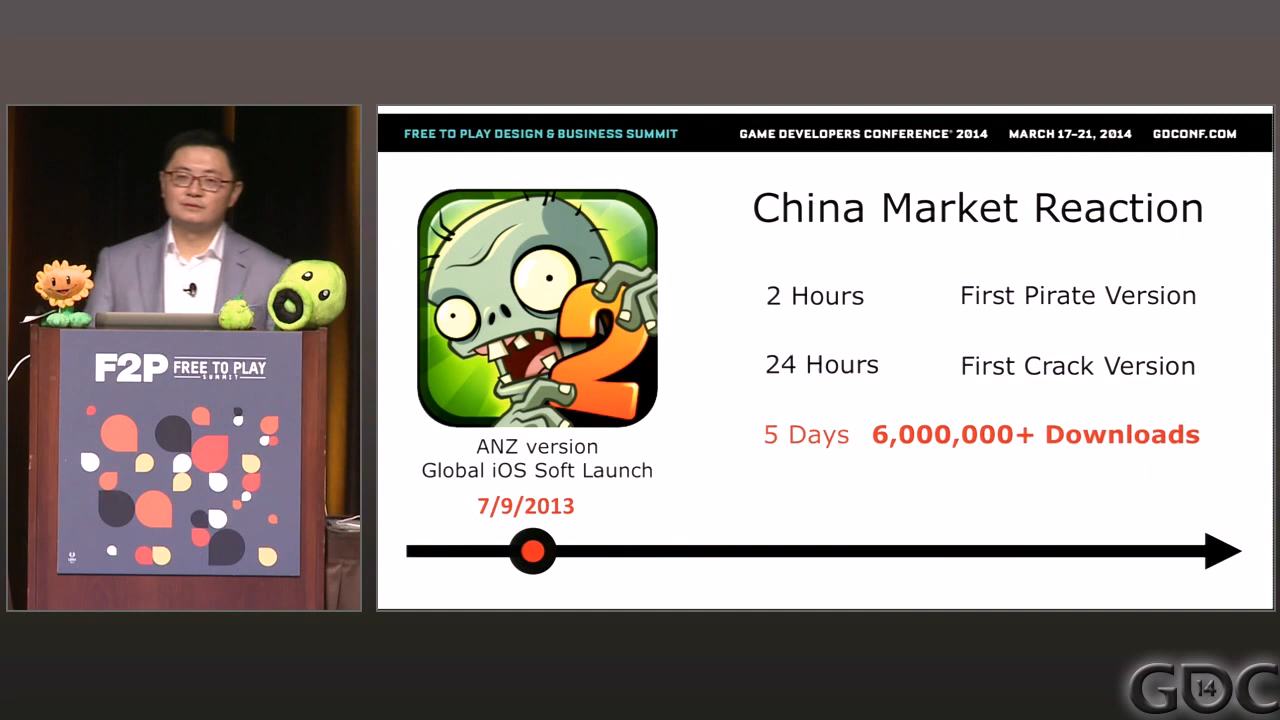 FREE TO PLAY DESIGN & BUSINESS SUMMIT GAME DEVELOPERS CONFERENCE® 2014 MARCH 17-21, 2014 GDCONF.COM
China Market Reaction
2 Hours First Pirate Version
24 Hours First Crack Version
5 Days 6,000,000+ Downloads
2
ANZ version
Global iOS Soft Launch
7/9/2013
F2P FREE TO PLAY
SUMMIT
GDC
14